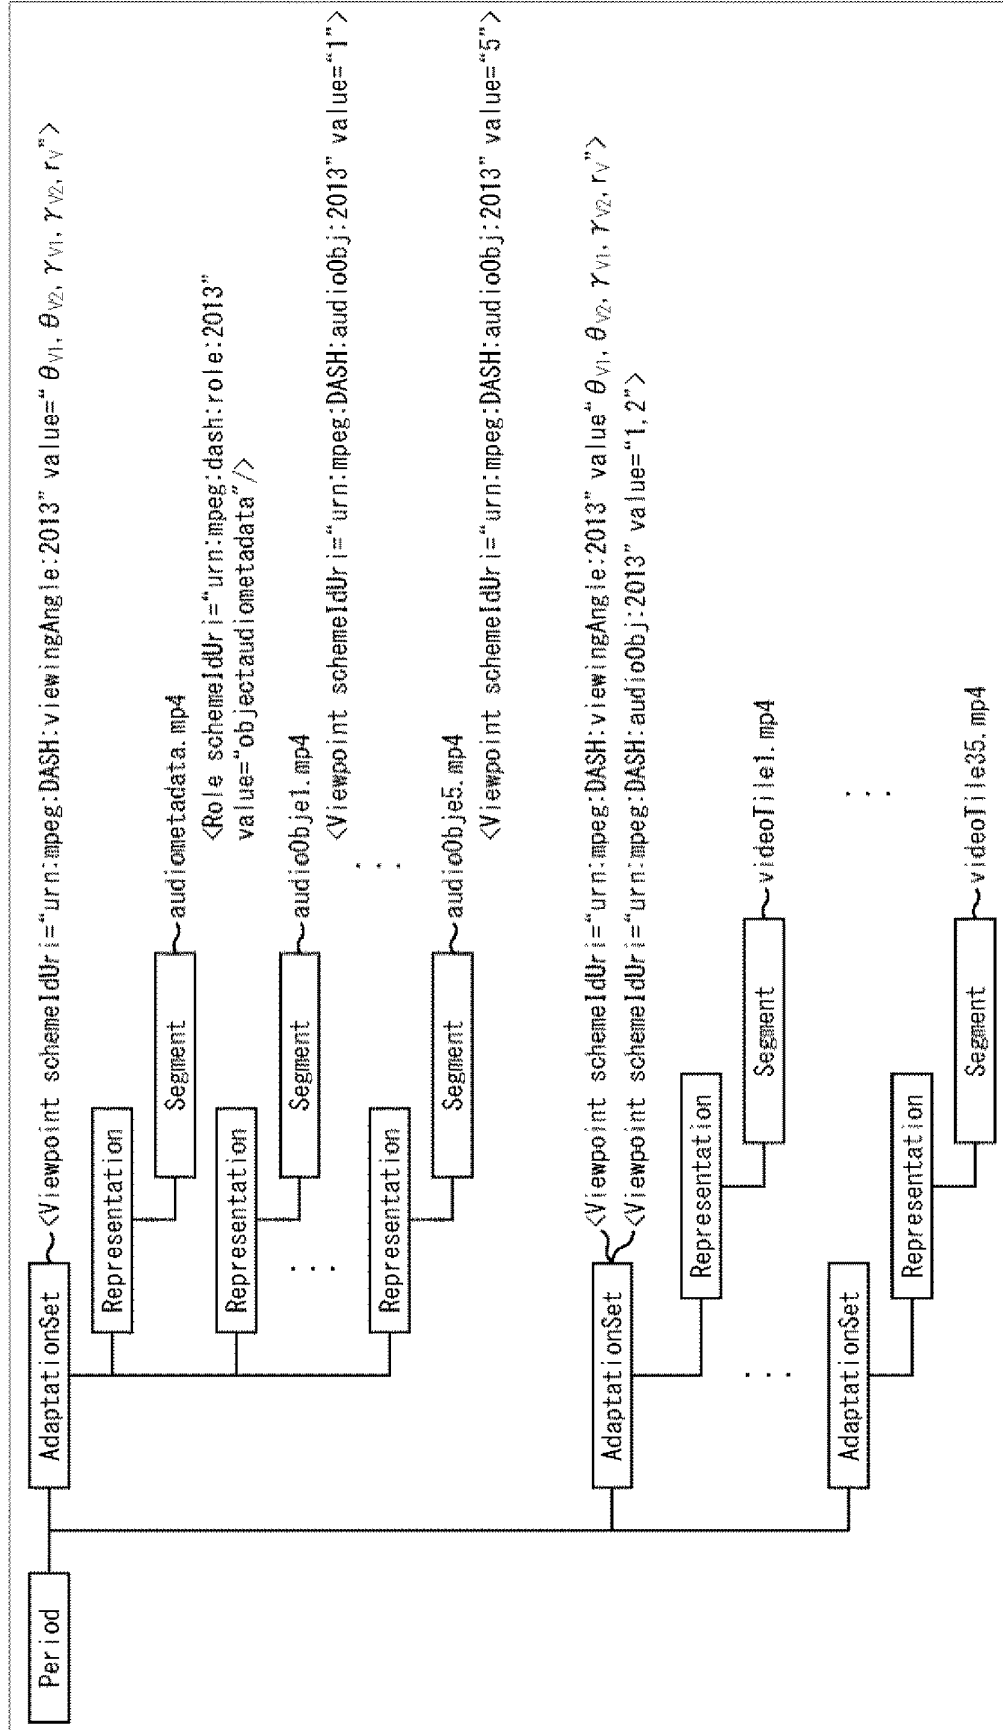 Period
AdaptationSet
<Viewpoint schemeIdUri=“urn:mpeg:DASH:viewingAngle:2013” value=“θV1, θV2, γV1, γV2, rV”>
Representation
Segment
audiometadata.mp4
<Role schemeIdUri=“urn:mpeg:dash:role:2013”
value=“objectaudiometadata”/>
Representation
Segment
audioObje1.mp4
<Viewpoint schemeIdUri=“urn:mpeg:DASH:audioObj:2013” value=“1”>
...
...
Representation
Segment
audioObje5.mp4
<Viewpoint schemeIdUri=“urn:mpeg:DASH:audioObj:2013” value=“5”>
AdaptationSet
<Viewpoint schemeIdUri=“urn:mpeg:DASH:viewingAngle:2013” value“θV1, θV2, γV1, γV2, rV”>
<Viewpoint schemeIdUri=“urn:mpeg:DASH:audioObj:2013” value=“1,2”>
Representation
Segment
videoTile1.mp4
...
...
AdaptationSet
Representation
Segment
videoTile35.mp4